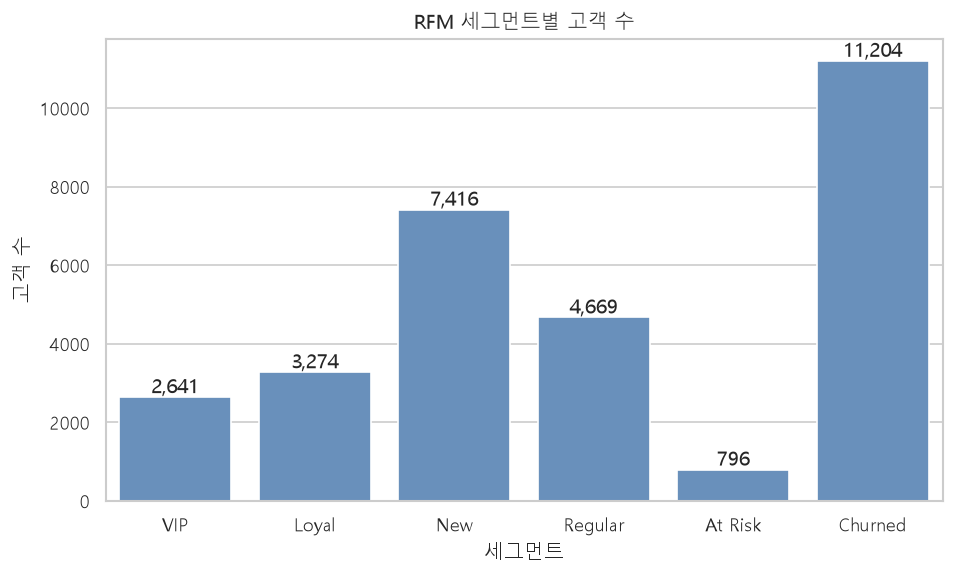 RFM 세그먼트별 고객 수
고객 수
10000
8000
6000
4000
2000
0
2,641
3,274
7,416
4,669
796
11,204
VIP
Loyal
New
Regular
At Risk
Churned
세그먼트